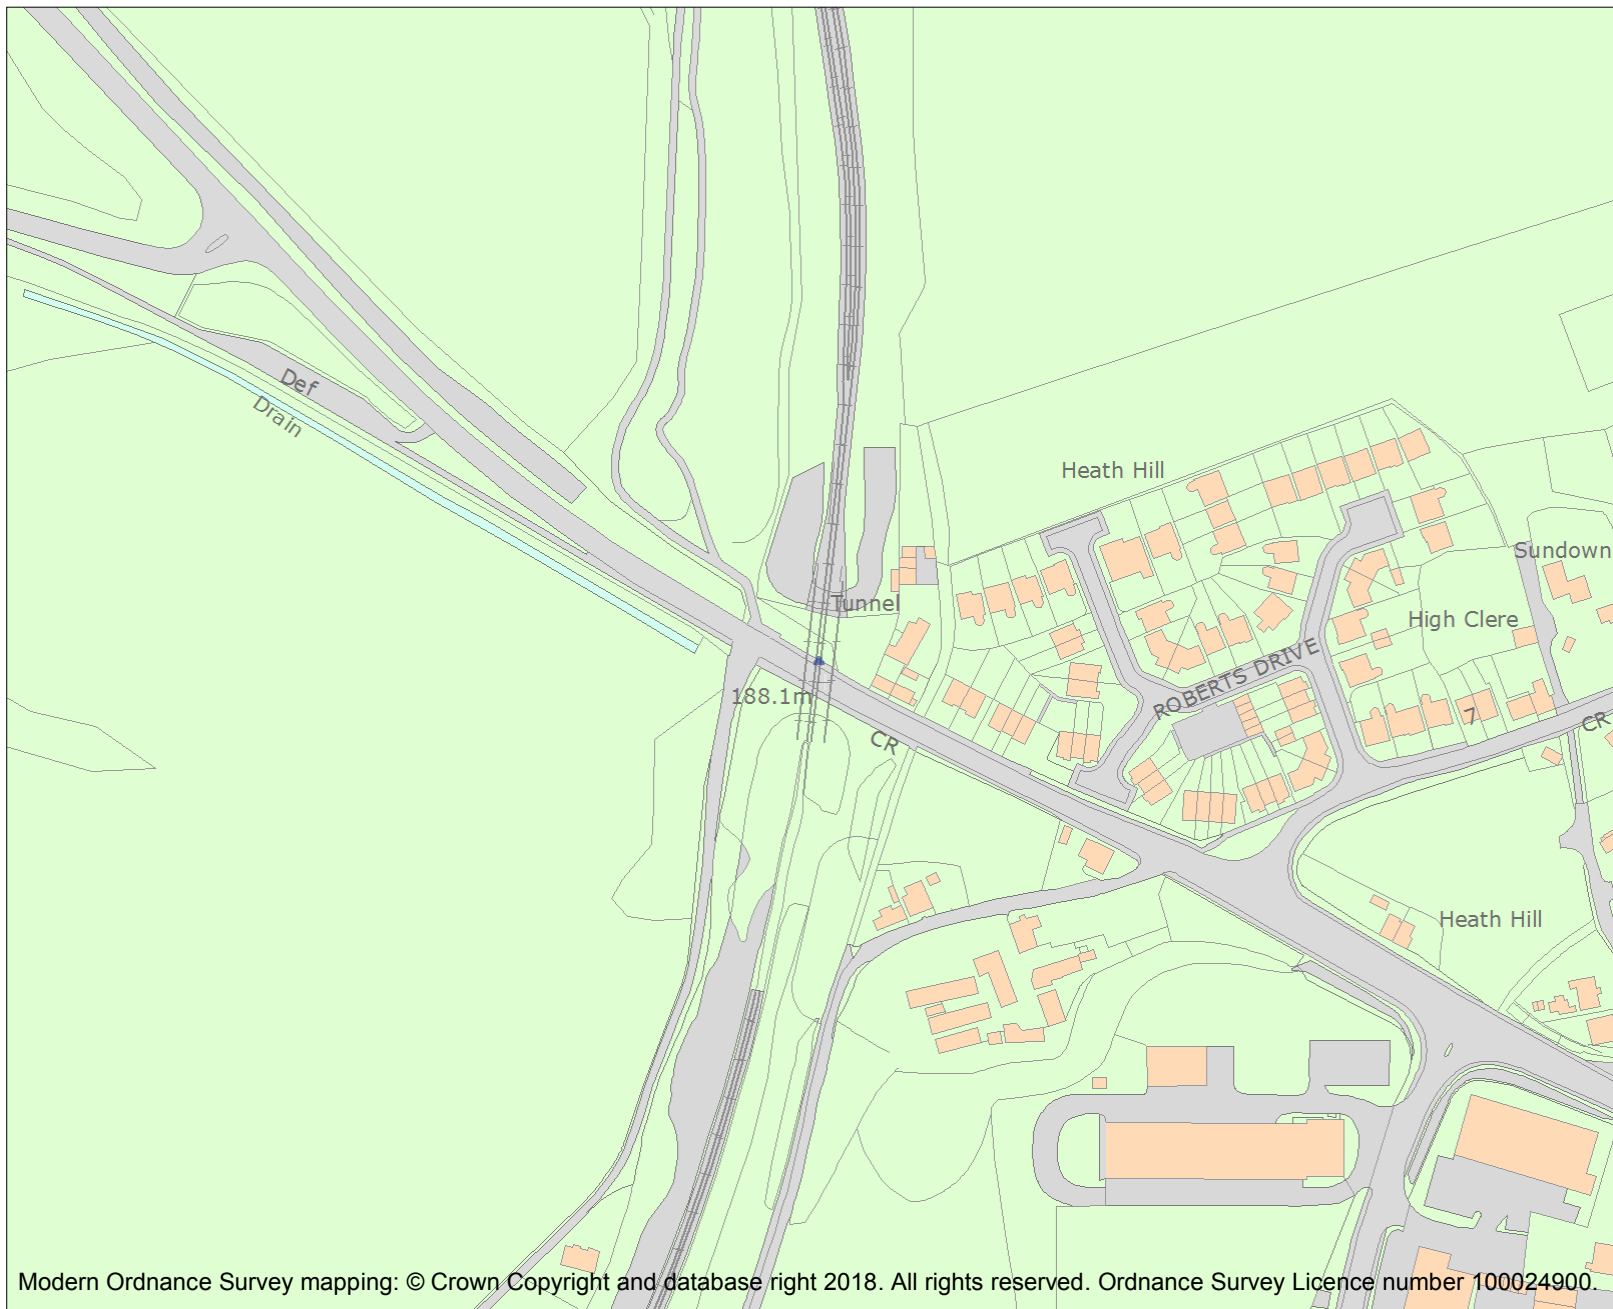 Def
Drain
Heath Hill
Sundown
Tunnel
High Clere
ROBERTS DRIVE
188.1m
7
CR
CR
Heath Hill
Modern Ordnance Survey mapping: © Crown Copyright and database right 2018. All rights reserved. Ordnance Survey Licence number 100024900.